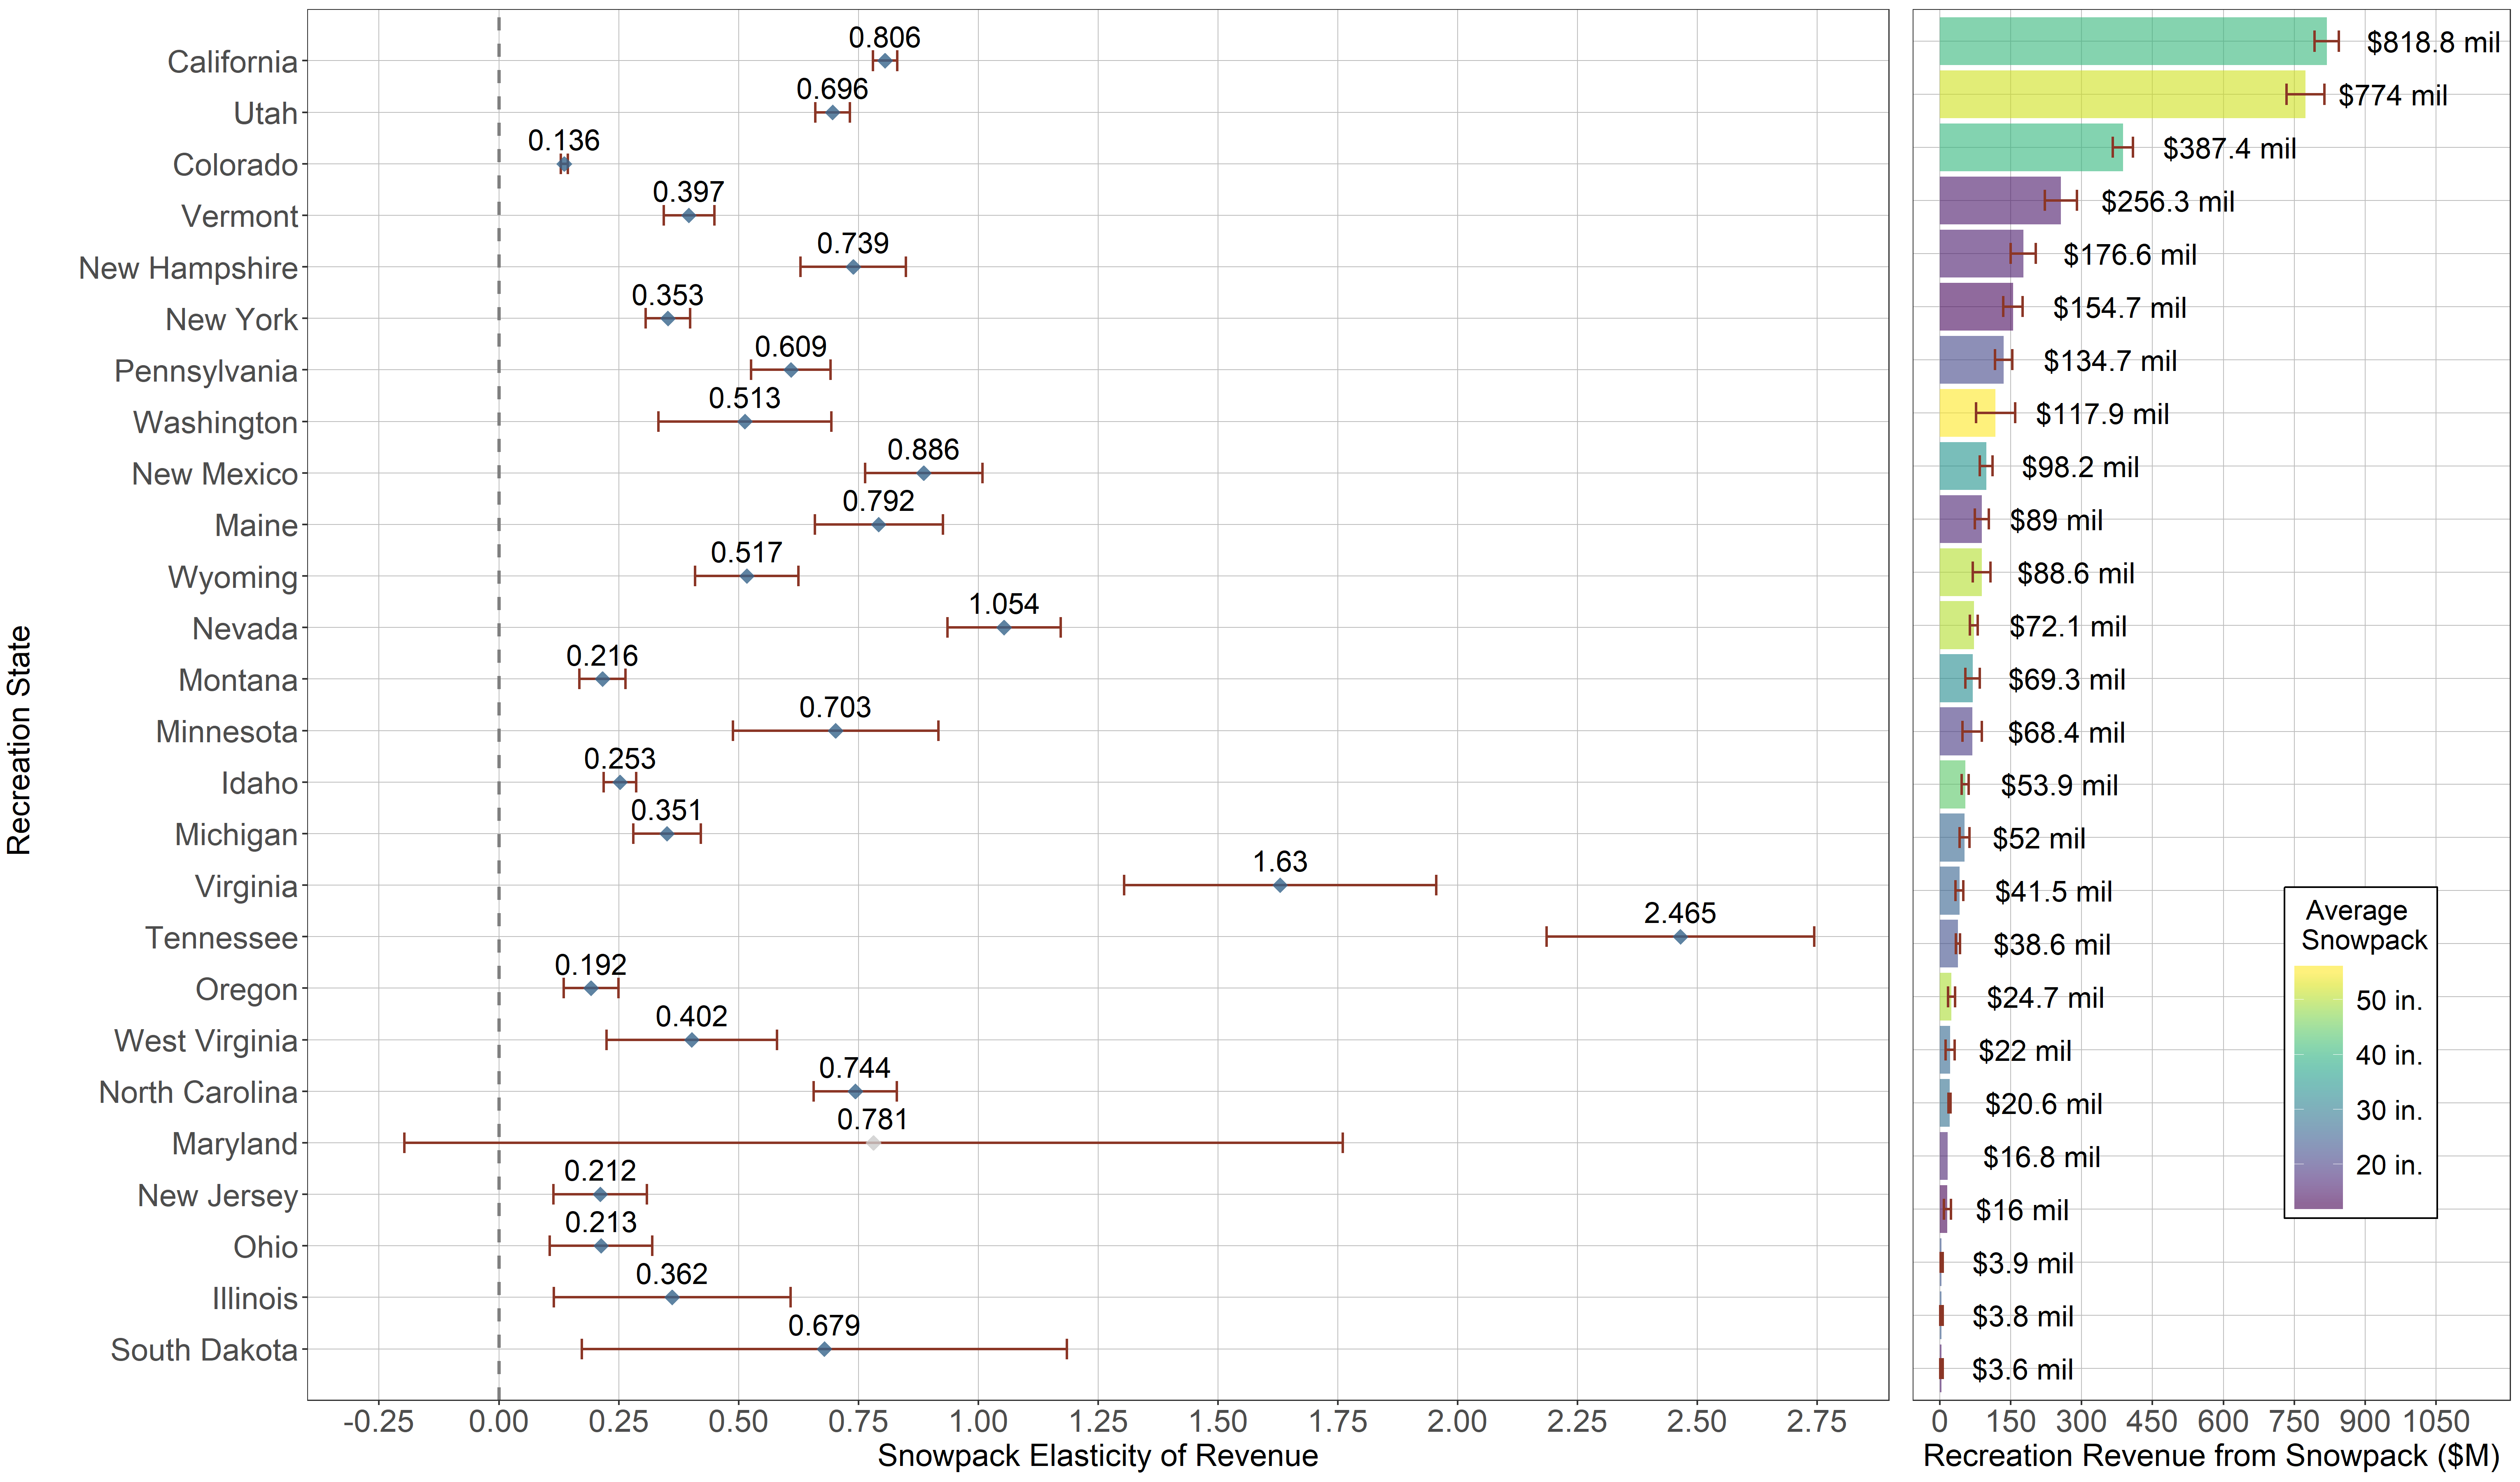 Recreation State
California
0.806
Utah
0.696
Colorado
0.136
Vermont
0.397
New Hampshire
0.739
New York
0.353
Pennsylvania
0.609
Washington
0.513
New Mexico
0.886
Maine
0.792
Wyoming
0.517
Nevada
1.054
Montana
0.216
Minnesota
0.703
Idaho
0.253
Michigan
0.351
Virginia
1.63
Tennessee
2.465
Oregon
0.192
West Virginia
0.402
North Carolina
0.744
Maryland
0.781
New Jersey
0.212
Ohio
0.213
Illinois
0.362
South Dakota
0.679
-0.25 0.00 0.25 0.50 0.75 1.00 1.25 1.50 1.75 2.00 2.25 2.50 2.75
Snowpack Elasticity of Revenue
$818.8 mil
$774 mil
$387.4 mil
$256.3 mil
$176.6 mil
$154.7 mil
$134.7 mil
$117.9 mil
$98.2 mil
$89 mil
$88.6 mil
$72.1 mil
$69.3 mil
$68.4 mil
$53.9 mil
$52 mil
$41.5 mil
$38.6 mil
$24.7 mil
$22 mil
$20.6 mil
$16.8 mil
$16 mil
$3.9 mil
$3.8 mil
$3.6 mil
Average
Snowpack
50 in.
40 in.
30 in.
20 in.
0 150 300 450 600 750 900 1050
Recreation Revenue from Snowpack ($M)